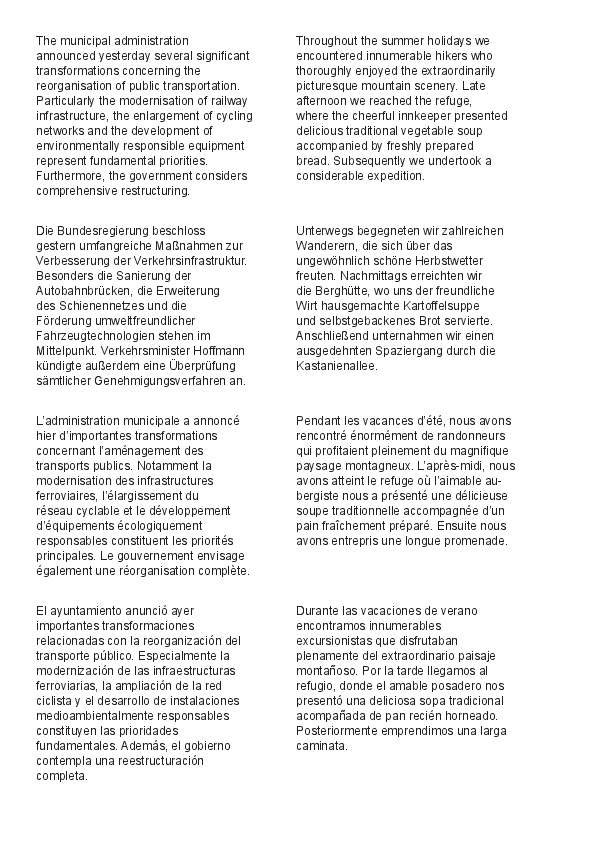 The municipal administration
announced yesterday several significant
transformations concerning the
reorganisation of public transportation.
Particularly the modernisation of railway
infrastructure, the enlargement of cycling
networks and the development of
environmentally responsible equipment
represent fundamental priorities.
Furthermore, the government considers
comprehensive restructuring.

Throughout the summer holidays we
encountered innumerable hikers who
thoroughly enjoyed the extraordinarily
picturesque mountain scenery. Late
afternoon we reached the refuge,
where the cheerful innkeeper presented
delicious traditional vegetable soup
accompanied by freshly prepared
bread. Subsequently we undertook a
considerable expedition.

Die Bundesregierung beschloss
gestern umfangreiche Maßnahmen zur
Verbesserung der Verkehrsinfrastruktur.
Besonders die Sanierung der
Autobahnbrücken, die Erweiterung
des Schienennetzes und die
Förderung umweltfreundlicher
Fahrzeugtechnologien stehen im
Mittelpunkt. Verkehrsminister Hoffmann
kündigte außerdem eine Überprüfung
sämtlicher Genehmigungsverfahren an.

Unterwegs begegneten wir zahlreichen
Wanderern, die sich über das
ungewöhnlich schöne Herbstwetter
freuten. Nachmittags erreichten wir
die Berghütte, wo uns der freundliche
Wirt hausgemachte Kartoffelsuppe
und selbstgebackenes Brot servierte.
Anschließend unternahmen wir einen
ausgedehnten Spaziergang durch die
Kastanienallee.

L’administration municipale a annoncé
hier d’importantes transformations
concernant l’aménagement des
transports publics. Notamment la
modernisation des infrastructures
ferroviaires, l’élargissement du
réseau cyclable et le développement
d’équipements écologiquement
responsables constituent les priorités
principales. Le gouvernement envisage
également une réorganisation complète.

Pendant les vacances d’été, nous avons
rencontré énormément de randonneurs
qui profitaient pleinement du magnifique
paysage montagneux. L’après-midi, nous
avons atteint le refuge où l’aimable au-
bergiste nous a présenté une délicieuse
soupe traditionnelle accompagnée d’un
pain fraîchement préparé. Ensuite nous
avons entrepris une longue promenade.

El ayuntamiento anunció ayer
importantes transformaciones
relacionadas con la reorganización del
transporte público. Especialmente la
modernización de las infraestructuras
ferroviarias, la ampliación de la red
ciclista y el desarrollo de instalaciones
medioambientalmente responsables
constituyen las prioridades
fundamentales. Además, el gobierno
contempla una reestructuración
completa.

Durante las vacaciones de verano
encontramos innumerables
excursionistas que disfrutaban
plenamente del extraordinario paisaje
montañoso. Por la tarde llegamos al
refugio, donde el amable posadero nos
presentó una deliciosa sopa tradicional
acompañada de pan recién horneado.
Posteriormente emprendimos una larga
caminata.